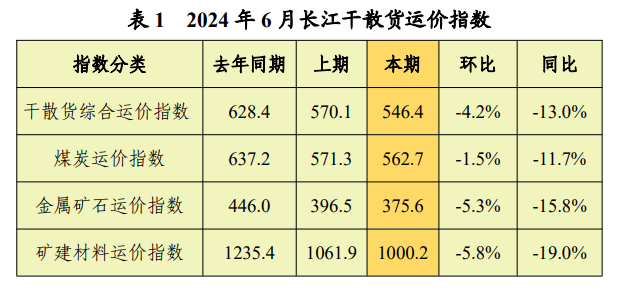 表 1 2024 年 6 月长江干散货运价指数
指数分类 去年同期 上期 本期 环比 同比
干散货综合运价指数 628.4 570.1 546.4 -4.2% -13.0%
煤炭运价指数 637.2 571.3 562.7 -1.5% -11.7%
金属矿石运价指数 446.0 396.5 375.6 -5.3% -15.8%
矿建材料运价指数 1235.4 1061.9 1000.2 -5.8% -19.0%